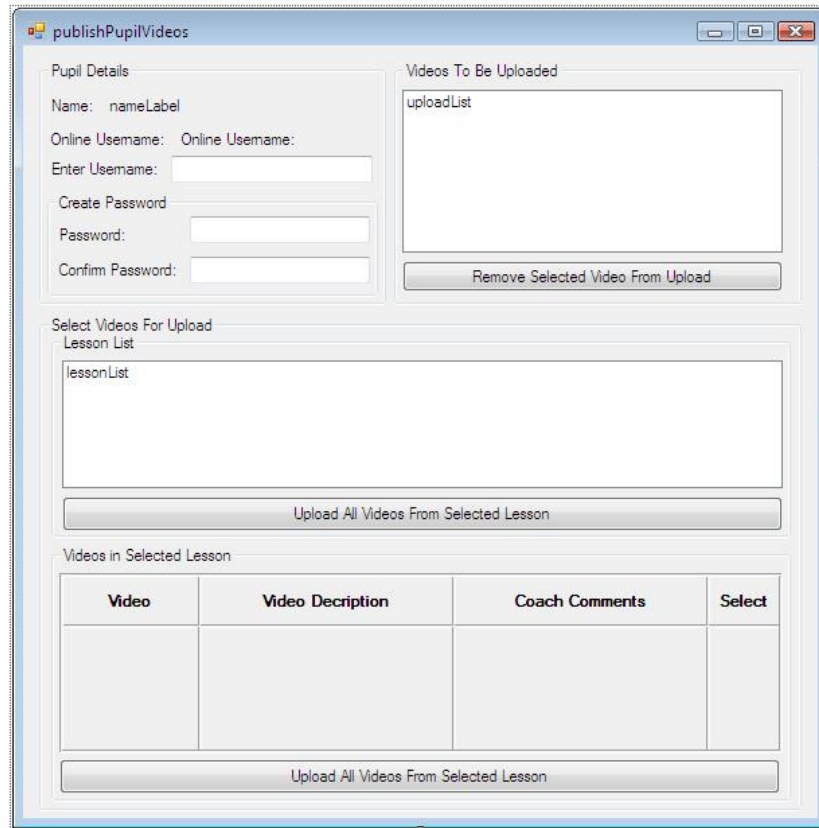 publishPupilVideos
Pupil Details
Name: nameLabel
Online Username: Online Username:
Enter Username:
Create Password
Password:
Confirm Password:
Videos To Be Uploaded
uploadList
Remove Selected Video From Upload
Select Videos For Upload
Lesson List
lessonList
Upload All Videos From Selected Lesson
Videos in Selected Lesson
Video Video Decription Coach Comments Select
Upload All Videos From Selected Lesson